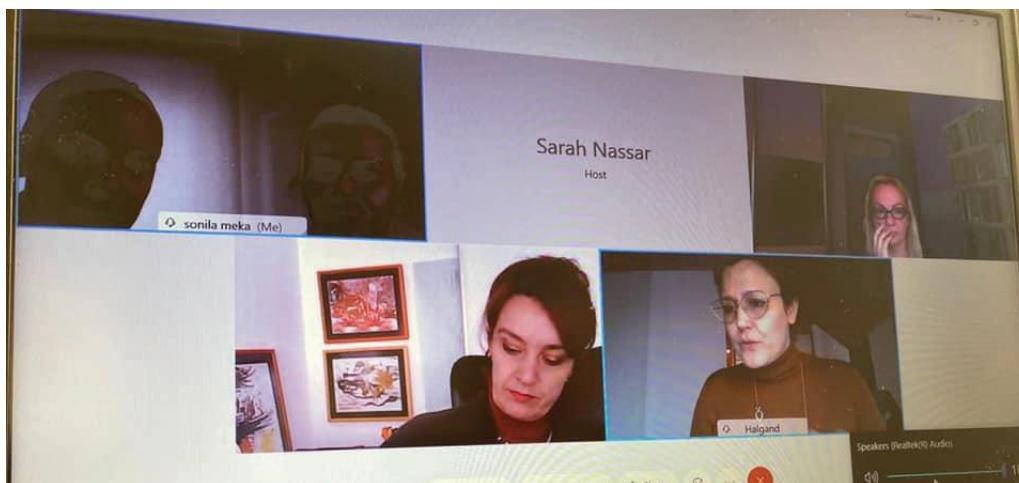 Sarah Nassar
Host
sonila meka (Me)
Halgand
Speakers (Realtek(R) Audio)